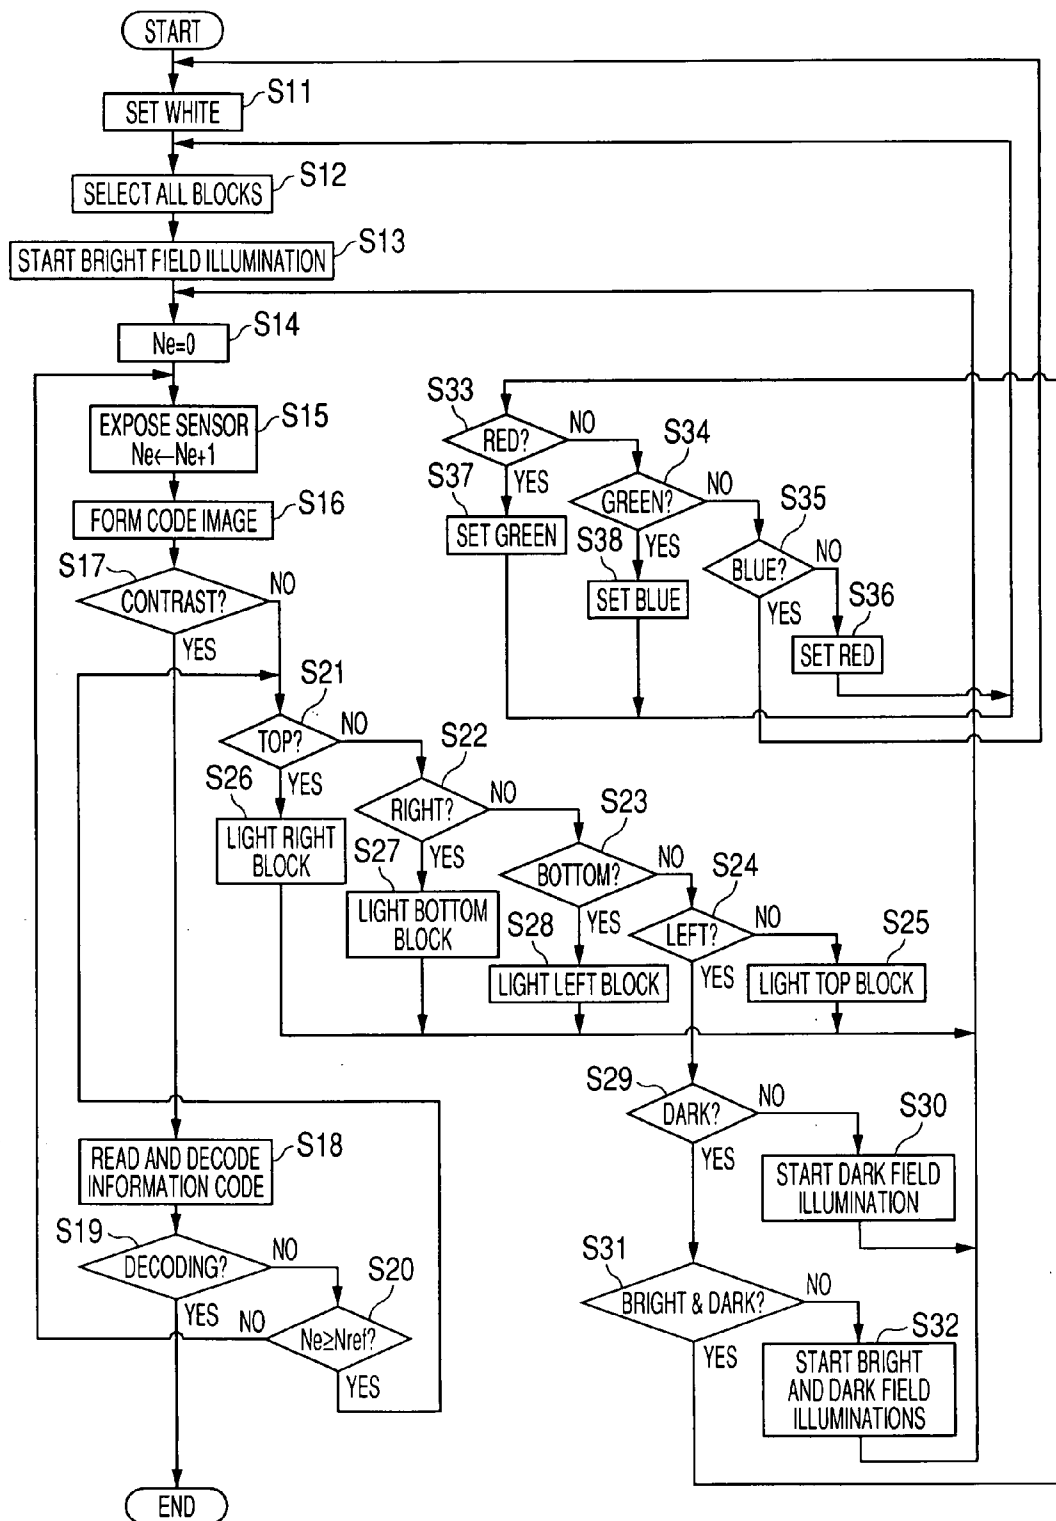 START
S11
SET WHITE
S12
SELECT ALL BLOCKS
S13
START BRIGHT FIELD ILLUMINATION
S14
Ne=0
S15
EXPOSE SENSOR
Ne←Ne+1
S16
FORM CODE IMAGE
S17
CONTRAST?
NO
YES
S33
RED?
NO
YES
S34
GREEN?
NO
YES
S35
BLUE?
NO
YES
S37
SET GREEN
S38
SET BLUE
S36
SET RED
S21
TOP?
NO
YES
S22
RIGHT?
NO
YES
S23
BOTTOM?
NO
YES
S24
LEFT?
NO
YES
S26
LIGHT RIGHT
BLOCK
S27
LIGHT BOTTOM
BLOCK
S28
LIGHT LEFT BLOCK
S25
LIGHT TOP BLOCK
S29
DARK?
NO
YES
S30
START DARK FIELD
ILLUMINATION
S31
BRIGHT & DARK?
NO
YES
S32
START BRIGHT
AND DARK FIELD
ILLUMINATIONS
S18
READ AND DECODE
INFORMATION CODE
S19
DECODING?
NO
YES
S20
Ne≥Nref?
NO
YES
END